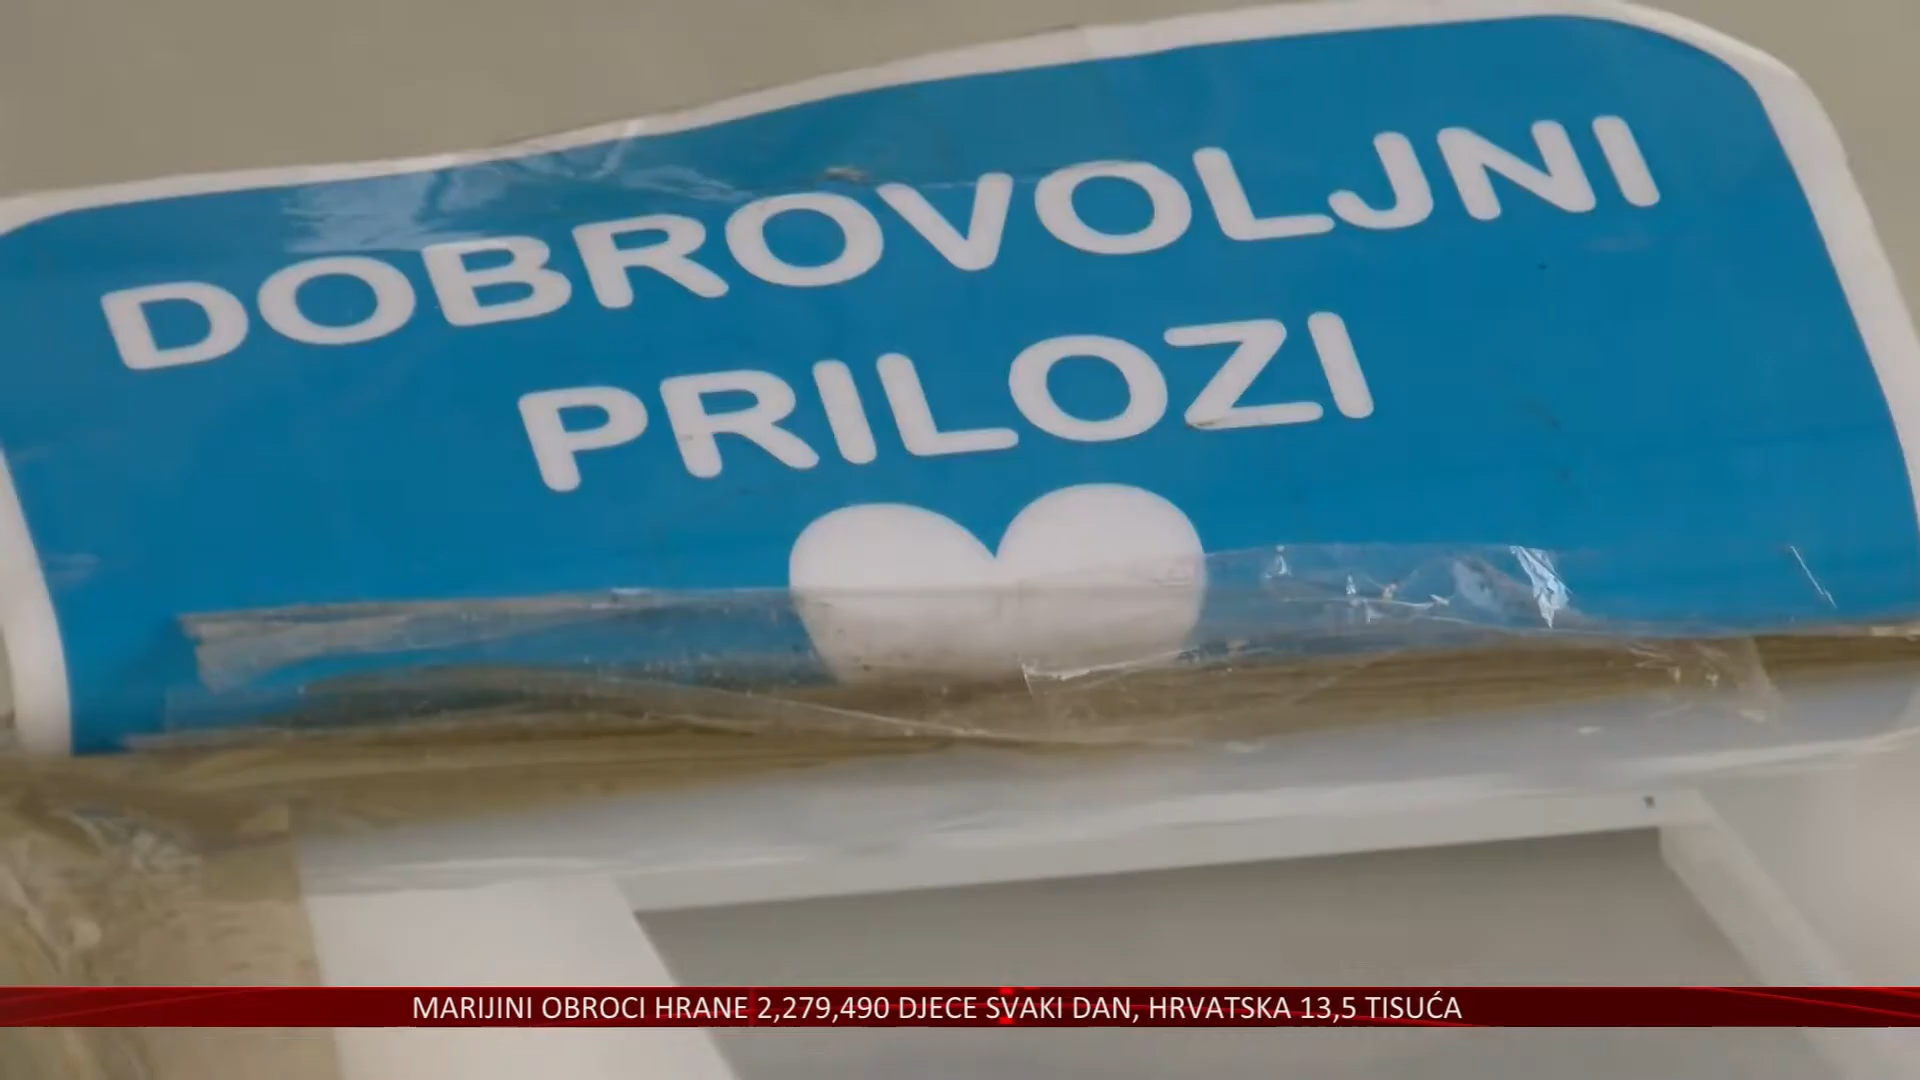 DOBROVOLJNI
PRILOZI
MARIJINI OBROCI HRANE 2,279,490 DJECE SVAKI DAN, HRVATSKA 13,5 TISUĆA